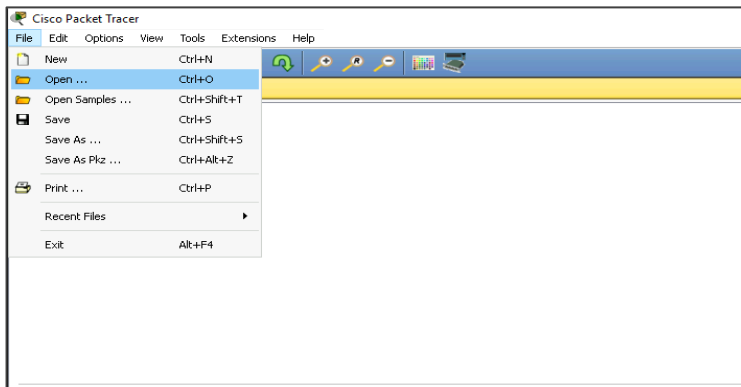 Cisco Packet Tracer
File Edit Options View Tools Extensions Help
New Ctrl+N
Open ... Ctrl+O
Open Samples ... Ctrl+Shift+T
Save Ctrl+S
Save As ... Ctrl+Shift+S
Save As Pkz ... Ctrl+Alt+Z
Print ... Ctrl+P
Recent Files
Exit Alt+F4